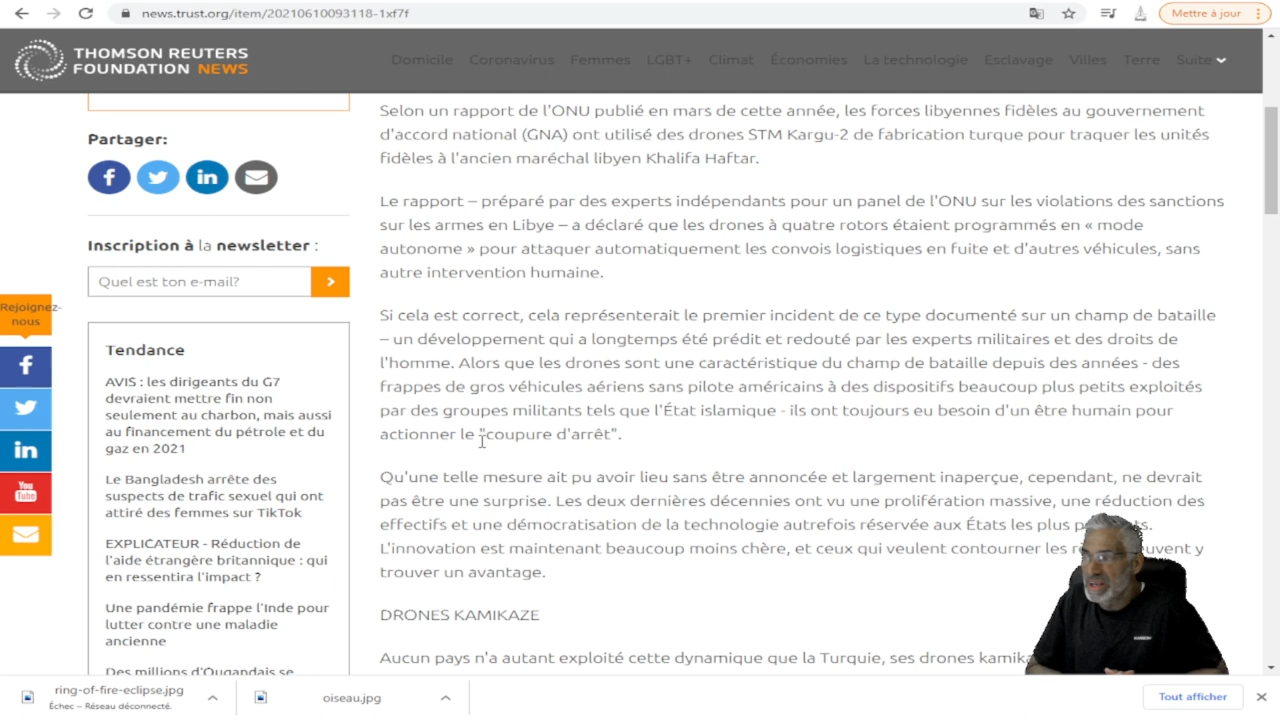 news.trust.org/item/20210610093118-1xf7f
Mettre à jour
THOMSON REUTERS
FOUNDATION NEWS
Domicile Coronavirus Femmes LGBT+ Climat Économies La technologie Esclavage Villes Terre Suite
Partager:
Inscription à la newsletter :
Quel est ton e-mail?
Rejoignez-
nous
You
Tube
Tendance
AVIS : les dirigeants du G7
devraient mettre fin non
seulement au charbon, mais aussi
au financement du pétrole et du
gaz en 2021
Le Bangladesh arrête des
suspects de trafic sexuel qui ont
attiré des femmes sur TikTok
EXPLICATEUR - Réduction de
l'aide étrangère britannique : qui
en ressentira l'impact ?
Une pandémie frappe l'Inde pour
lutter contre une maladie
ancienne
Des millions d'Ougandais se
Selon un rapport de l'ONU publié en mars de cette année, les forces libyennes fidèles au gouvernement
d'accord national (GNA) ont utilisé des drones STM Kargu-2 de fabrication turque pour traquer les unités
fidèles à l'ancien maréchal libyen Khalifa Haftar.
Le rapport – préparé par des experts indépendants pour un panel de l'ONU sur les violations des sanctions
sur les armes en Libye – a déclaré que les drones à quatre rotors étaient programmés en « mode
autonome » pour attaquer automatiquement les convois logistiques en fuite et d'autres véhicules, sans
autre intervention humaine.
Si cela est correct, cela représenterait le premier incident de ce type documenté sur un champ de bataille
– un développement qui a longtemps été prédit et redouté par les experts militaires et des droits de
l'homme. Alors que les drones sont une caractéristique du champ de bataille depuis des années - des
frappes de gros véhicules aériens sans pilote américains à des dispositifs beaucoup plus petits exploités
par des groupes militants tels que l'État islamique - ils ont toujours eu besoin d'un être humain pour
actionner le "coupure d'arrêt".
Qu'une telle mesure ait pu avoir lieu sans être annoncée et largement inaperçue, cependant, ne devrait
pas être une surprise. Les deux dernières décennies ont vu une prolifération massive, une réduction des
effectifs et une démocratisation de la technologie autrefois réservée aux États les plus
L'innovation est maintenant beaucoup moins chère, et ceux qui veulent contourner les peuvent y
trouver un avantage.
DRONES KAMIKAZE
Aucun pays n'a autant exploité cette dynamique que la Turquie, ses drones
ring-of-fire-eclipse.jpg
Échec – Réseau déconnecté.
oiseau.jpg
Tout afficher